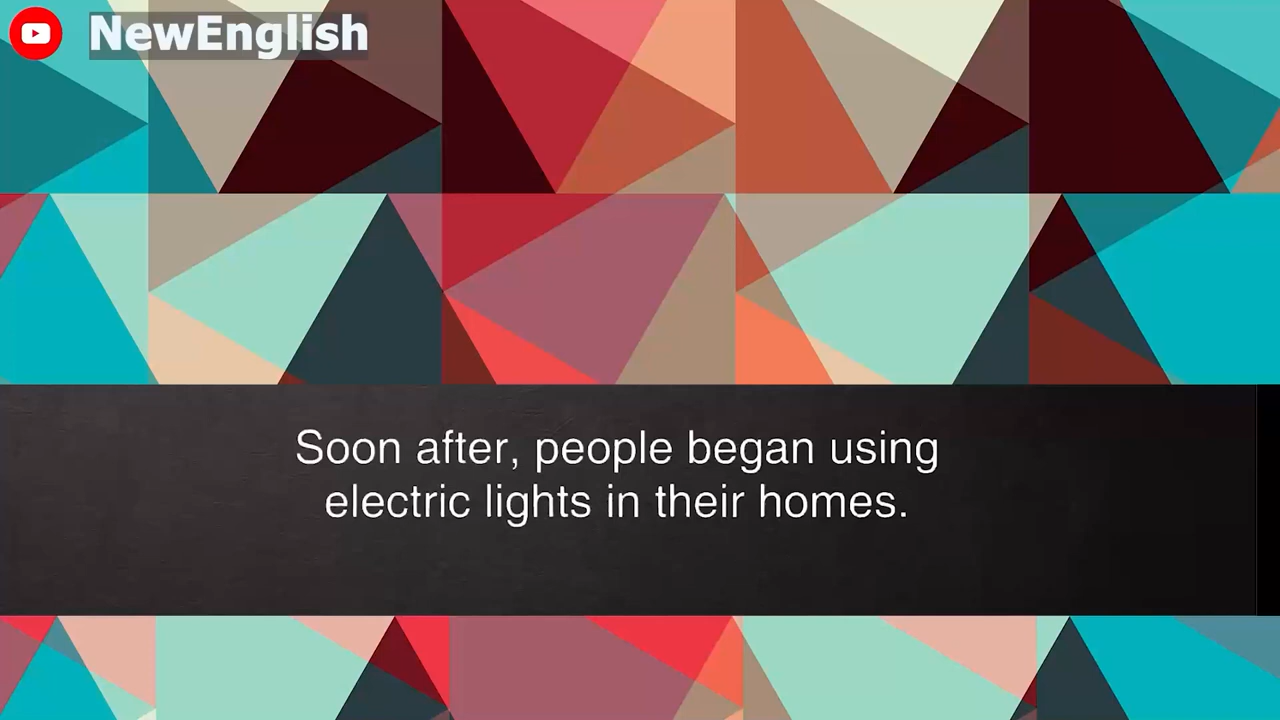 NewEnglish
Soon after, people began using
electric lights in their homes.